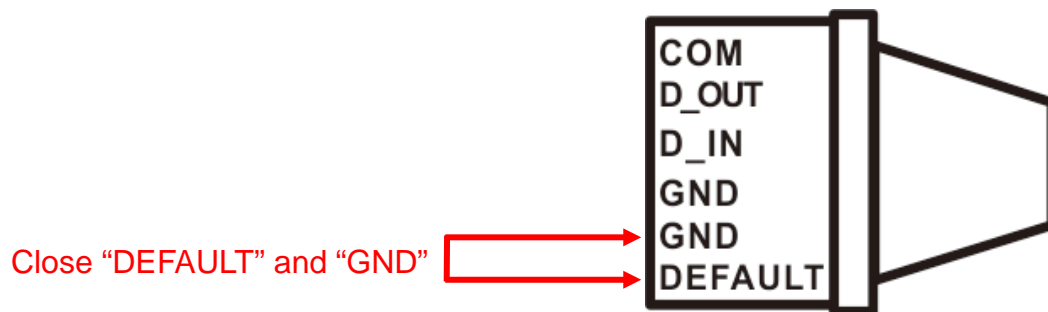 COM
D_OUT
D_IN
GND
GND
Close “DEFAULT” and “GND”
DEFAULT